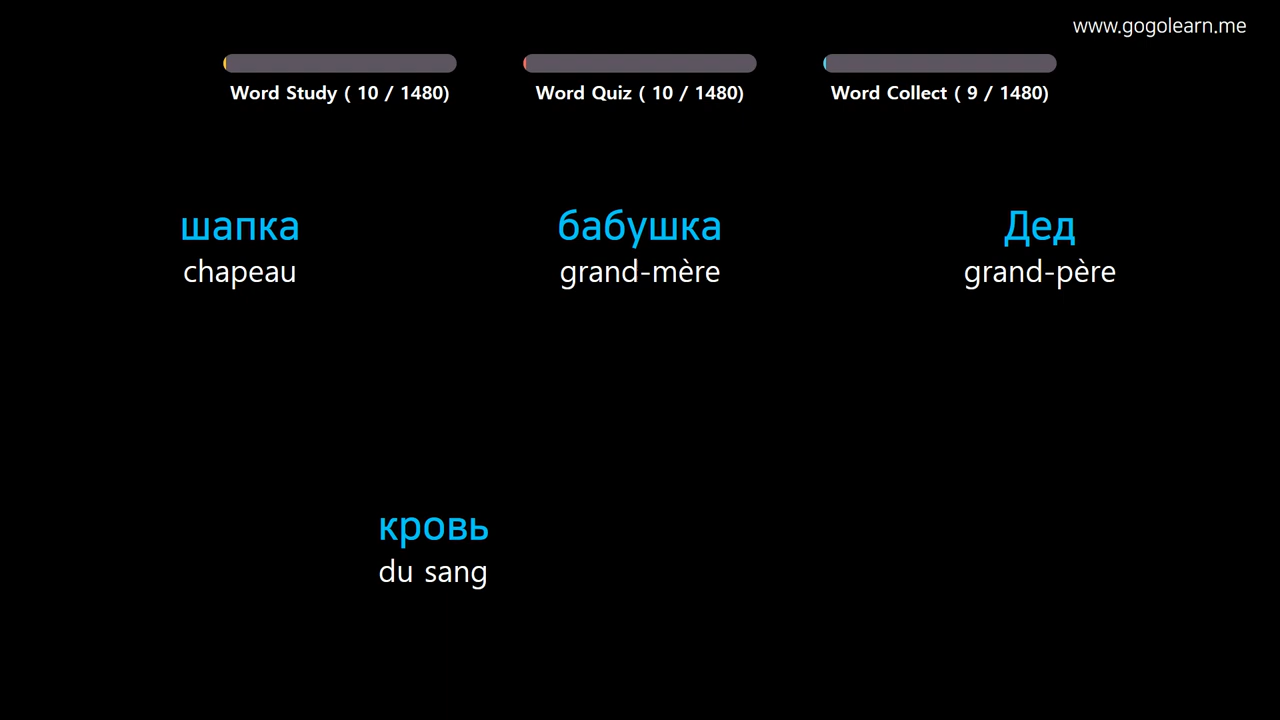 www.gogolearn.me
Word Study ( 10 / 1480)
Word Quiz ( 10 / 1480)
Word Collect ( 9 / 1480)
шапка
chapeau
бабушка
grand-mère
Дед
grand-père
кровь
du sang